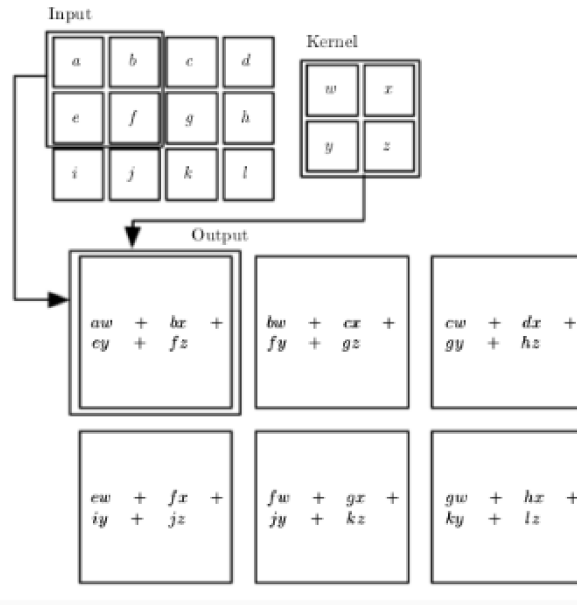 Input
Kernel
a b c d
w x
e f g h
y z
i j k l
Output
aw + bx +
ey + fz
bw + cx +
fy + gz
cw + dx +
gy + hz
ew + fx +
iy + jz
fw + gx +
jy + kz
gw + hx +
ky + lz